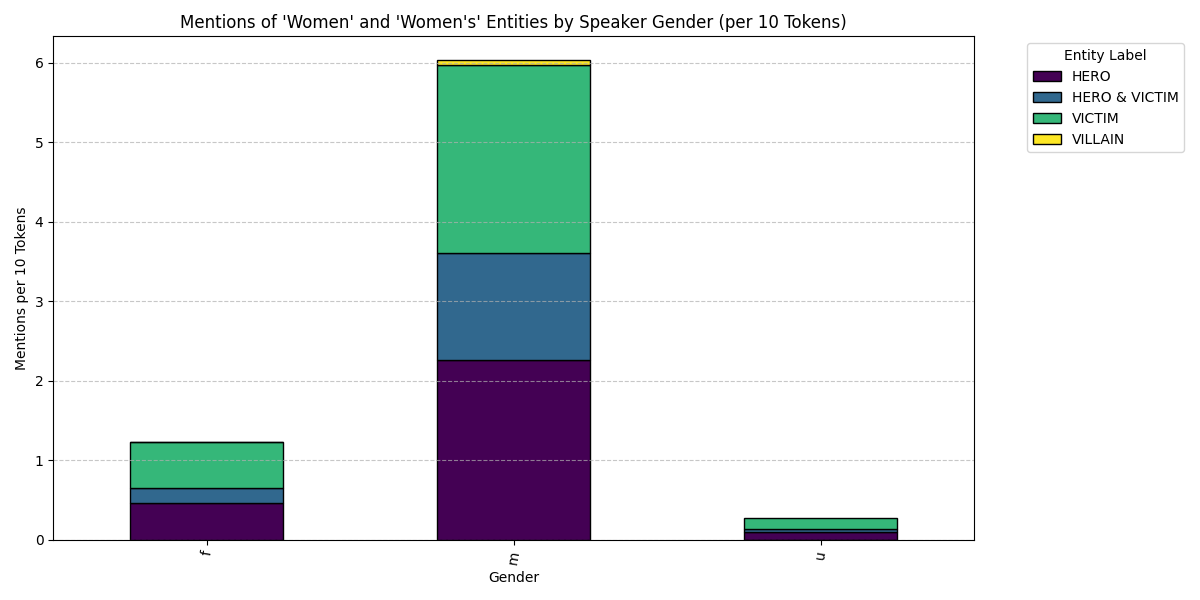 Mentions of 'Women' and 'Women's' Entities by Speaker Gender (per 10 Tokens)
Mentions per 10 Tokens
6
5
4
3
2
1
0
f
m
u
Gender
Entity Label
HERO
HERO & VICTIM
VICTIM
VILLAIN